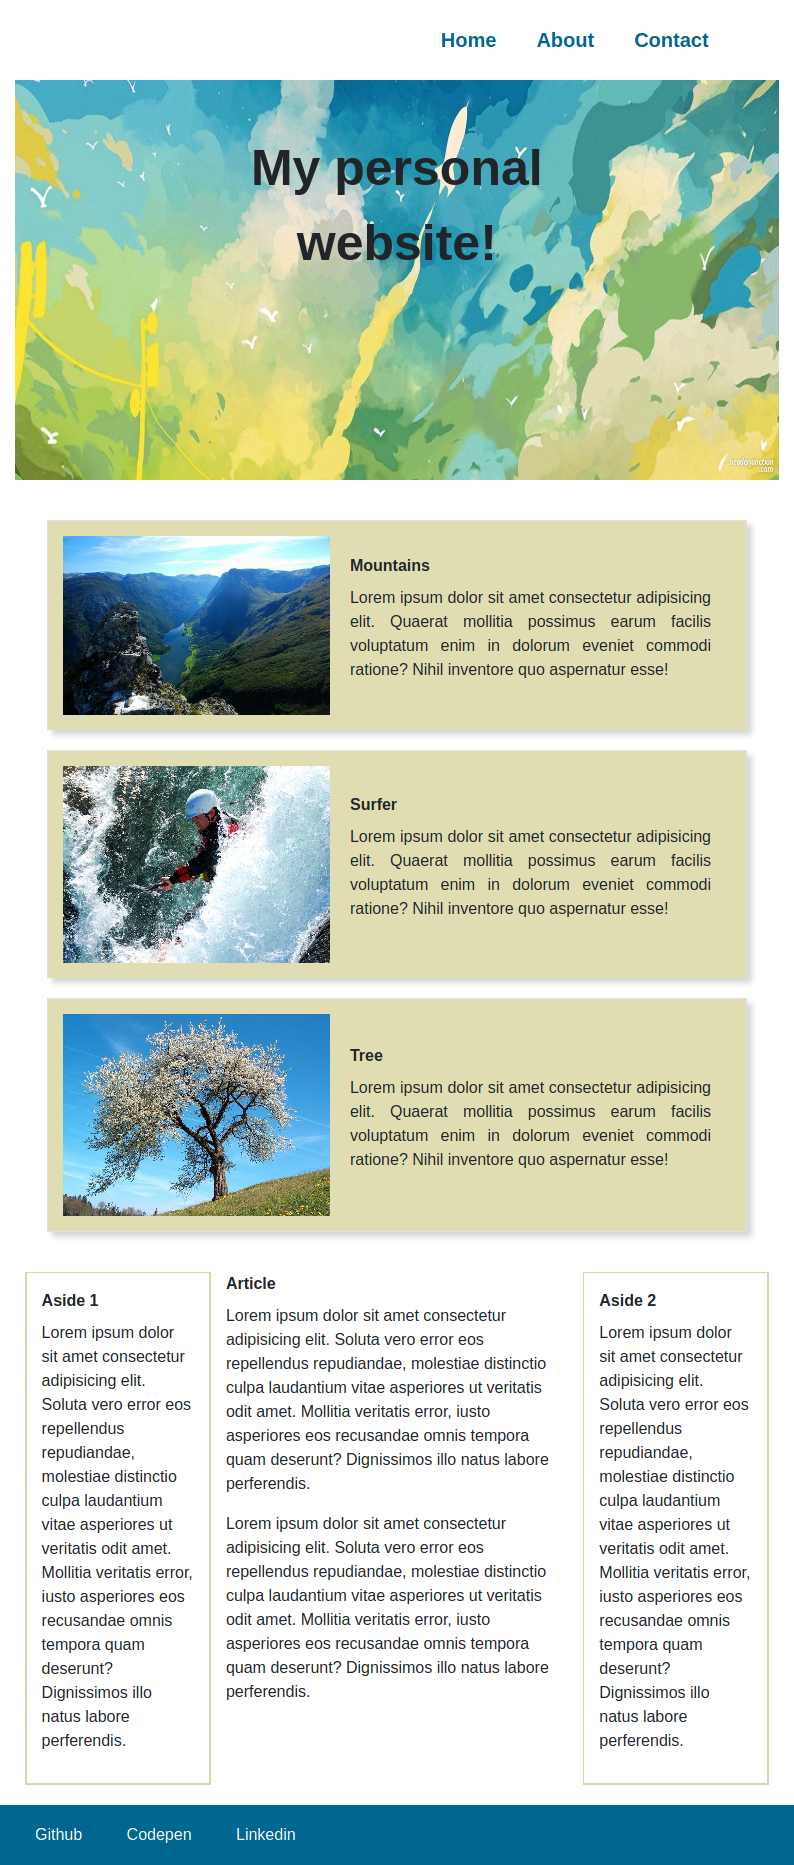 Home About Contact
My personal
website!
headerjunction
.com
Mountains
Lorem ipsum dolor sit amet consectetur adipisicing
elit. Quaerat mollitia possimus earum facilis
voluptatum enim in dolorum eveniet commodi
ratione? Nihil inventore quo aspernatur esse!
Surfer
Lorem ipsum dolor sit amet consectetur adipisicing
elit. Quaerat mollitia possimus earum facilis
voluptatum enim in dolorum eveniet commodi
ratione? Nihil inventore quo aspernatur esse!
Tree
Lorem ipsum dolor sit amet consectetur adipisicing
elit. Quaerat mollitia possimus earum facilis
voluptatum enim in dolorum eveniet commodi
ratione? Nihil inventore quo aspernatur esse!
Aside 1
Lorem ipsum dolor
sit amet consectetur
adipisicing elit.
Soluta vero error eos
repellendus
repudiandae,
molestiae distinctio
culpa laudantium
vitae asperiores ut
veritatis odit amet.
Mollitia veritatis error,
iusto asperiores eos
recusandae omnis
tempora quam
deserunt?
Dignissimos illo
natus labore
perferendis.
Article
Lorem ipsum dolor sit amet consectetur
adipisicing elit. Soluta vero error eos
repellendus repudiandae, molestiae distinctio
culpa laudantium vitae asperiores ut veritatis
odit amet. Mollitia veritatis error, iusto
asperiores eos recusandae omnis tempora
quam deserunt? Dignissimos illo natus labore
perferendis.
Lorem ipsum dolor sit amet consectetur
adipisicing elit. Soluta vero error eos
repellendus repudiandae, molestiae distinctio
culpa laudantium vitae asperiores ut veritatis
odit amet. Mollitia veritatis error, iusto
asperiores eos recusandae omnis tempora
quam deserunt? Dignissimos illo natus labore
perferendis.
Aside 2
Lorem ipsum dolor
sit amet consectetur
adipisicing elit.
Soluta vero error eos
repellendus
repudiandae,
molestiae distinctio
culpa laudantium
vitae asperiores ut
veritatis odit amet.
Mollitia veritatis error,
iusto asperiores eos
recusandae omnis
tempora quam
deserunt?
Dignissimos illo
natus labore
perferendis.
Github Codepen Linkedin